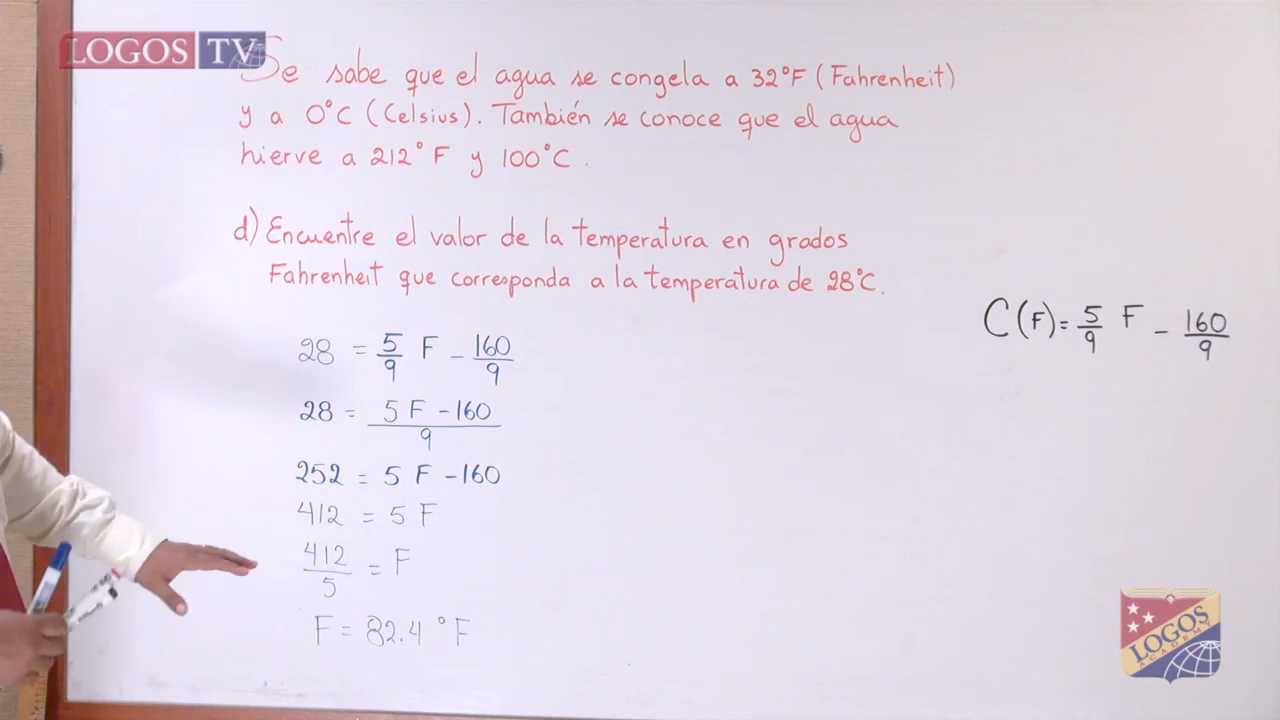 LOGOS TV
Se sabe que el agua se congela a 32°F (Fahrenheit)
y a 0°C (Celsius). También se conoce que el agua
hierve a 212°F y 100°C.
d) Encuentre el valor de la temperatura en grados
Fahrenheit que corresponda a la temperatura de 28°C.
C(F) = 5/9 F - 160/9
28 = 5/9 F - 160/9
28 = 5F - 160 / 9
252 = 5F - 160
412 = 5F
412/5 = F
F = 82.4 °F
LOGOS
ACADEMY